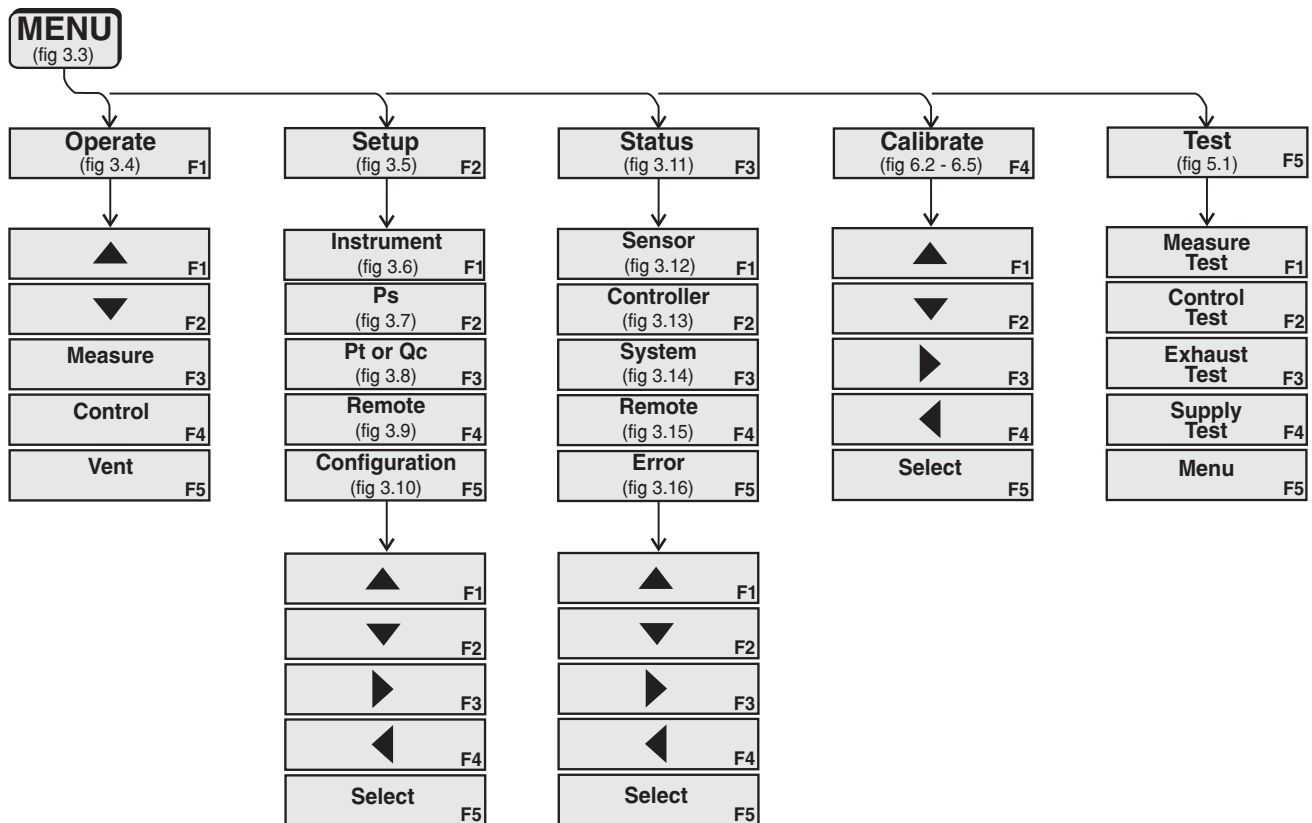 MENU
(fig 3.3)
Operate
(fig 3.4)
F1
F1
F2
Measure
F3
Control
F4
Vent
F5
Setup
(fig 3.5)
F2
Instrument
(fig 3.6)
F1
Ps
(fig 3.7)
F2
Pt or Qc
(fig 3.8)
F3
Remote
(fig 3.9)
F4
Configuration
(fig 3.10)
F5
F1
F2
F3
F4
Select
F5
Status
(fig 3.11)
F3
Sensor
(fig 3.12)
F1
Controller
(fig 3.13)
F2
System
(fig 3.14)
F3
Remote
(fig 3.15)
F4
Error
(fig 3.16)
F5
F1
F2
F3
F4
Select
F5
Calibrate
(fig 6.2 - 6.5)
F4
F1
F2
F3
F4
Select
F5
Test
(fig 5.1)
F5
Measure
Test
F1
Control
Test
F2
Exhaust
Test
F3
Supply
Test
F4
Menu
F5